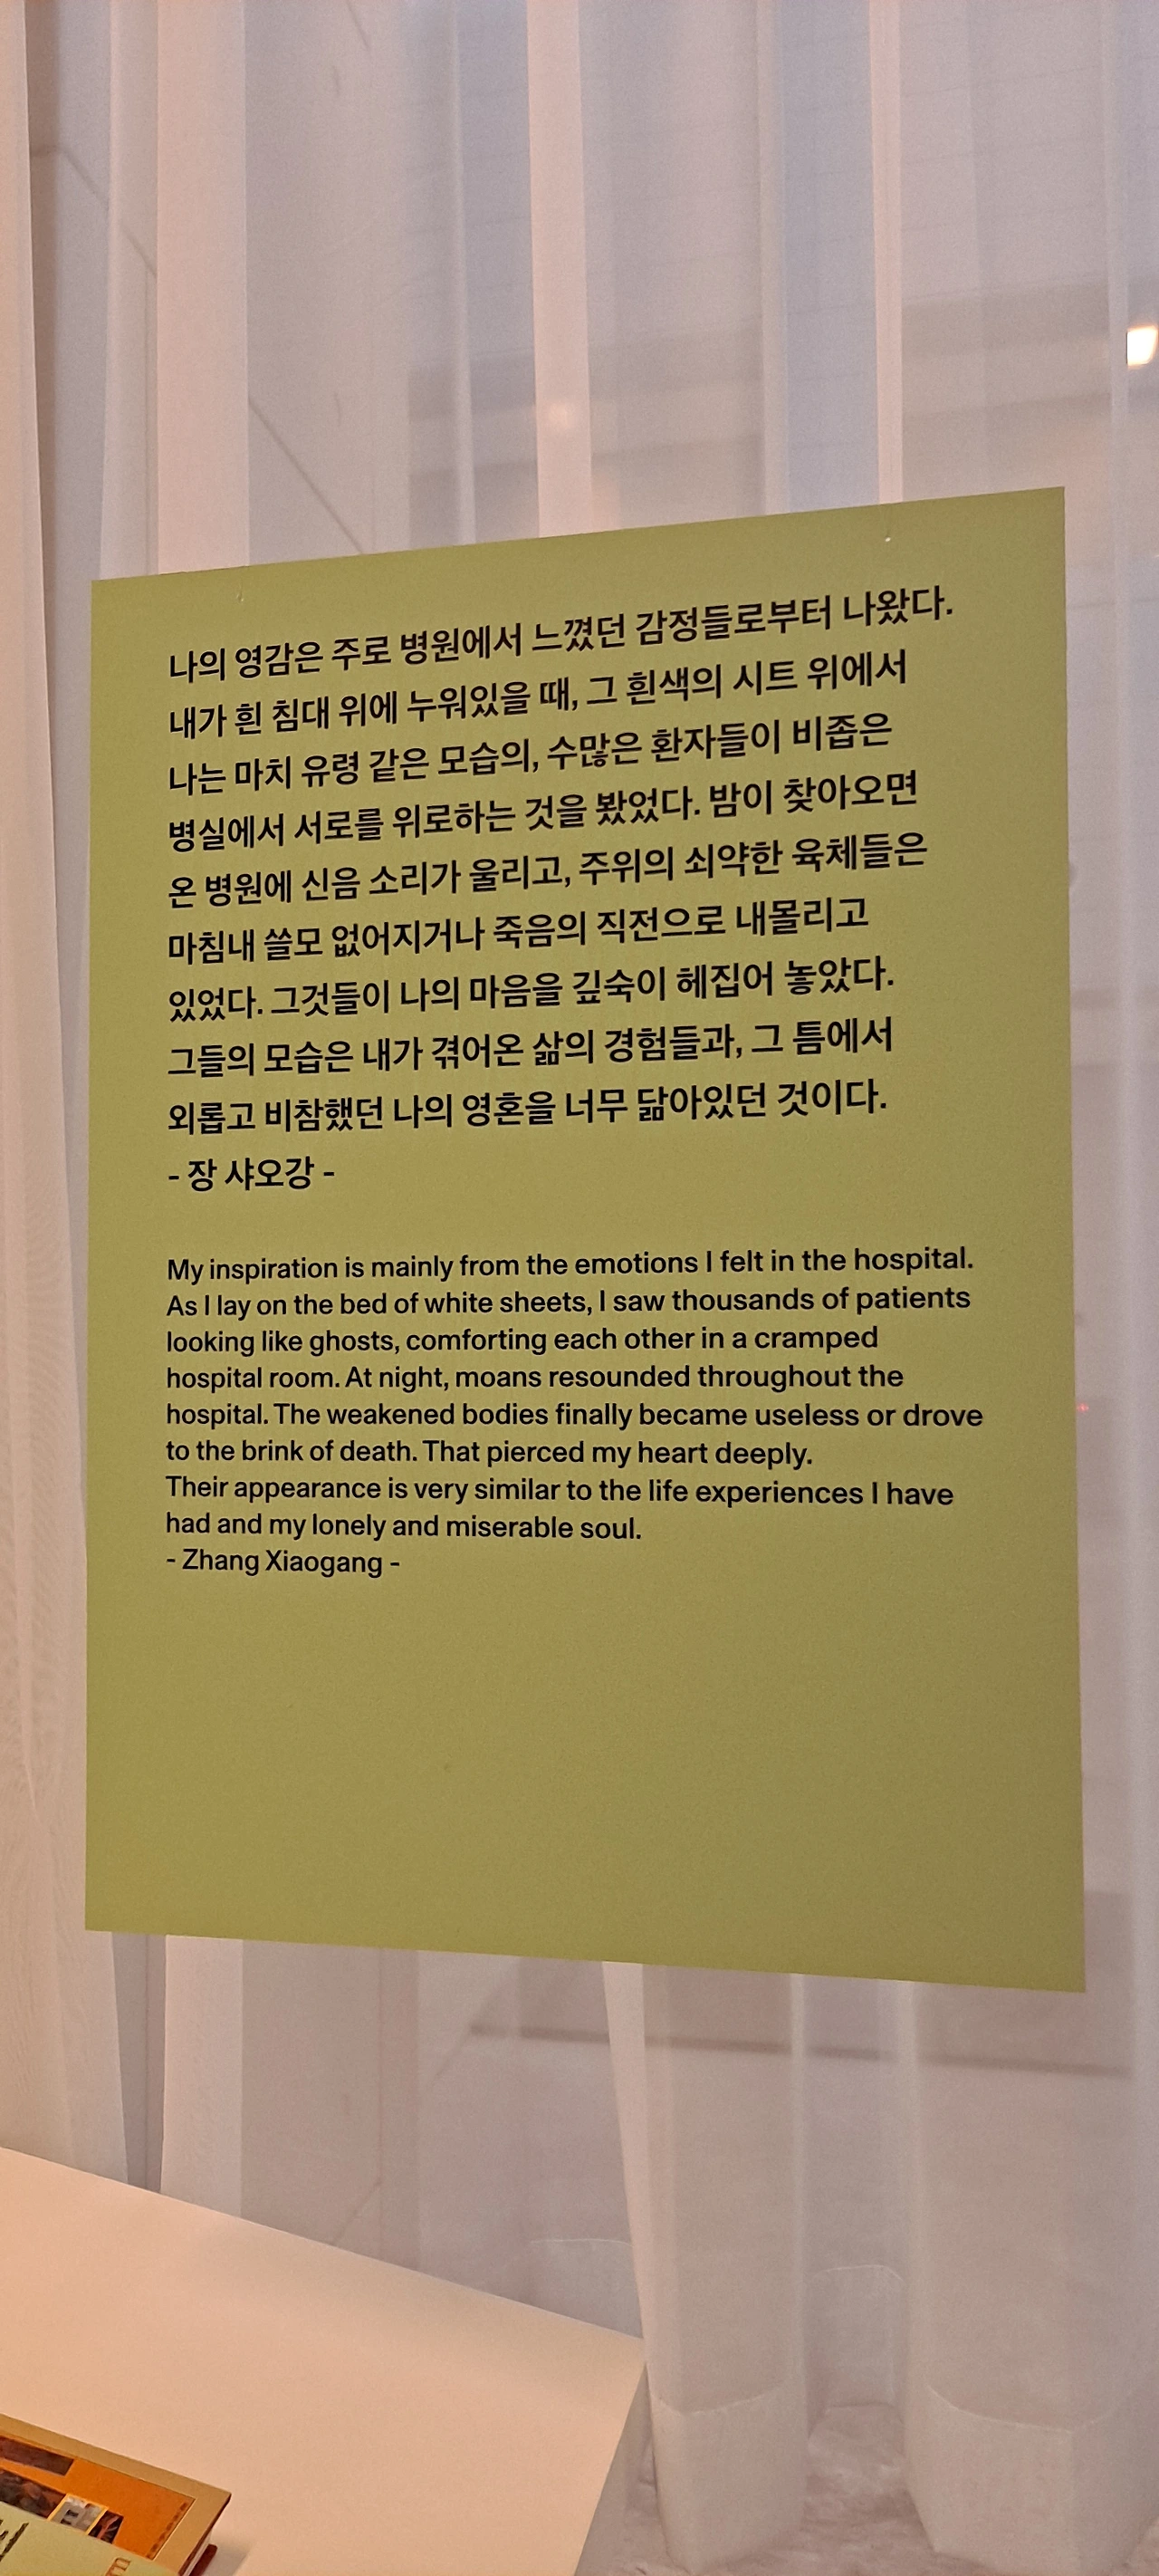 나의 영감은 주로 병원에서 느꼈던 감정들로부터 나왔다.
내가 흰 침대 위에 누워있을 때, 그 흰색의 시트 위에서
나는 마치 유령 같은 모습의, 수많은 환자들이 비좁은
병실에서 서로를 위로하는 것을 봤었다. 밤이 찾아오면
온 병원에 신음 소리가 울리고, 주위의 쇠약한 육체들은
마침내 쓸모 없어지거나 죽음의 직전으로 내몰리고
있었다. 그것들이 나의 마음을 깊숙이 헤집어 놓았다.
그들의 모습은 내가 겪어온 삶의 경험들과, 그 틈에서
외롭고 비참했던 나의 영혼을 너무 닮아있던 것이다.
- 장 샤오강 -
My inspiration is mainly from the emotions I felt in the hospital.
As I lay on the bed of white sheets, I saw thousands of patients
looking like ghosts, comforting each other in a cramped
hospital room. At night, moans resounded throughout the
hospital. The weakened bodies finally became useless or drove
to the brink of death. That pierced my heart deeply.
Their appearance is very similar to the life experiences I have
had and my lonely and miserable soul.
- Zhang Xiaogang -